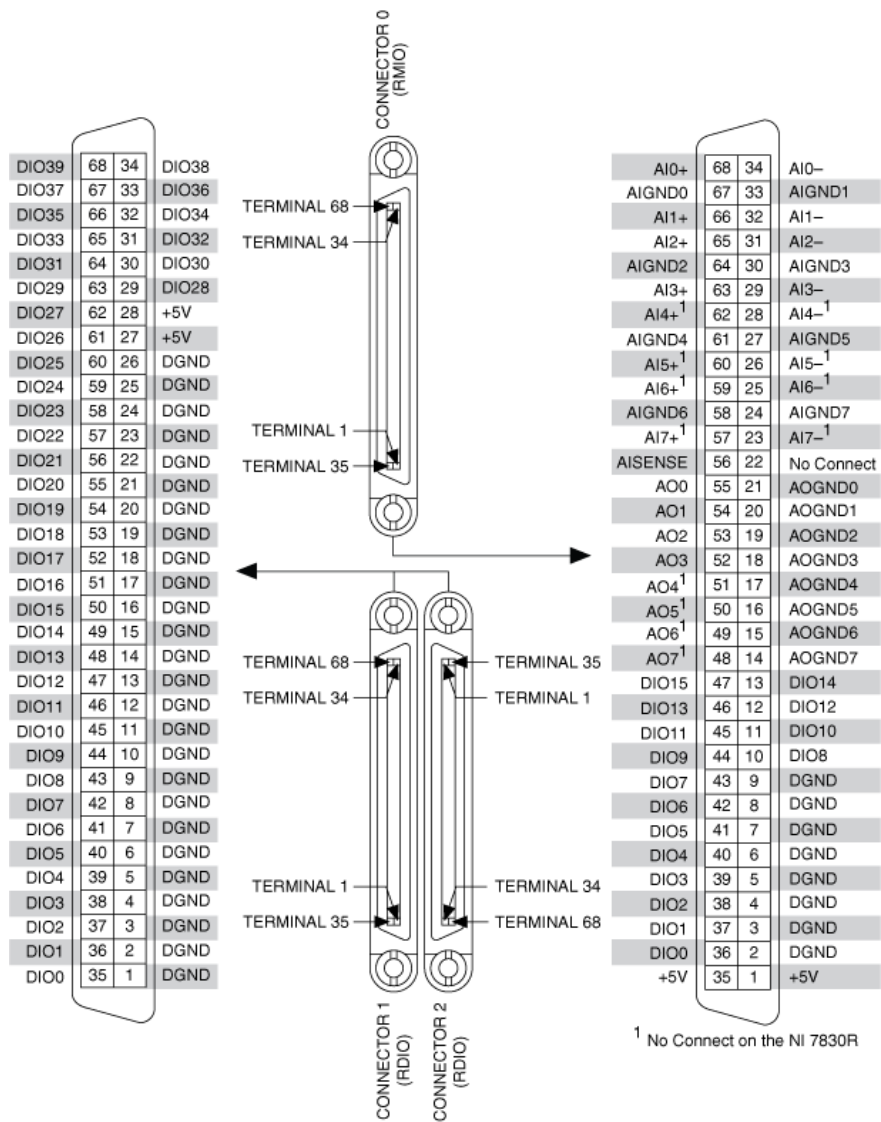 CONNECTOR 0
(RMIO)
DIO39 68 34 DIO38
DIO37 67 33 DIO36
DIO35 66 32 DIO34
DIO33 65 31 DIO32
DIO31 64 30 DIO30
DIO29 63 29 DIO28
DIO27 62 28 +5V
DIO26 61 27 +5V
DIO25 60 26 DGND
DIO24 59 25 DGND
DIO23 58 24 DGND
DIO22 57 23 DGND
DIO21 56 22 DGND
DIO20 55 21 DGND
DIO19 54 20 DGND
DIO18 53 19 DGND
DIO17 52 18 DGND
DIO16 51 17 DGND
DIO15 50 16 DGND
DIO14 49 15 DGND
DIO13 48 14 DGND
DIO12 47 13 DGND
DIO11 46 12 DGND
DIO10 45 11 DGND
DIO9 44 10 DGND
DIO8 43 9 DGND
DIO7 42 8 DGND
DIO6 41 7 DGND
DIO5 40 6 DGND
DIO4 39 5 DGND
DIO3 38 4 DGND
DIO2 37 3 DGND
DIO1 36 2 DGND
DIO0 35 1 DGND
TERMINAL 68
TERMINAL 34
TERMINAL 1
TERMINAL 35
TERMINAL 68
TERMINAL 34
TERMINAL 35
TERMINAL 1
TERMINAL 1
TERMINAL 35
TERMINAL 34
TERMINAL 68
CONNECTOR 1
(RDIO)
CONNECTOR 2
(RDIO)
AI0+ 68 34 AI0–
AIGND0 67 33 AIGND1
AI1+ 66 32 AI1–
AI2+ 65 31 AI2–
AIGND2 64 30 AIGND3
AI3+ 63 29 AI3–
AI4+¹ 62 28 AI4–¹
AIGND4 61 27 AIGND5
AI5+¹ 60 26 AI5–¹
AI6+¹ 59 25 AI6–¹
AIGND6 58 24 AIGND7
AI7+¹ 57 23 AI7–¹
AISENSE 56 22 No Connect
AO0 55 21 AOGND0
AO1 54 20 AOGND1
AO2 53 19 AOGND2
AO3 52 18 AOGND3
AO4¹ 51 17 AOGND4
AO5¹ 50 16 AOGND5
AO6¹ 49 15 AOGND6
AO7¹ 48 14 AOGND7
DIO15 47 13 DIO14
DIO13 46 12 DIO12
DIO11 45 11 DIO10
DIO9 44 10 DIO8
DIO7 43 9 DGND
DIO6 42 8 DGND
DIO5 41 7 DGND
DIO4 40 6 DGND
DIO3 39 5 DGND
DIO2 38 4 DGND
DIO1 37 3 DGND
DIO0 36 2 DGND
+5V 35 1 +5V
¹ No Connect on the NI 7830R